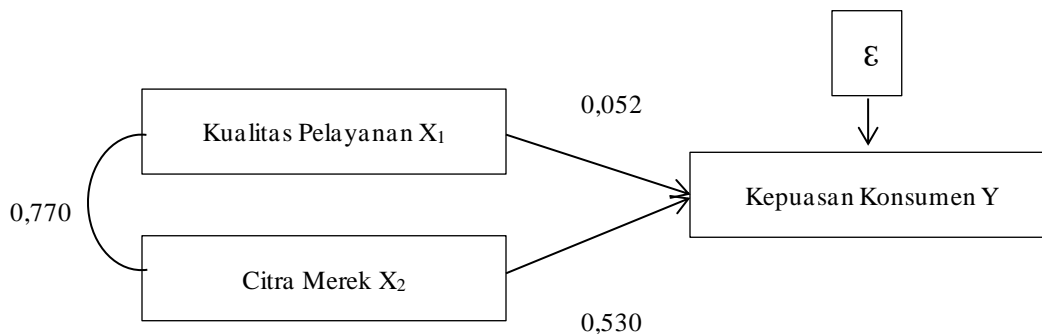 ε
0,052
Kualitas Pelayanan X₁
Kepuasan Konsumen Y
0,770
Citra Merek X₂
0,530